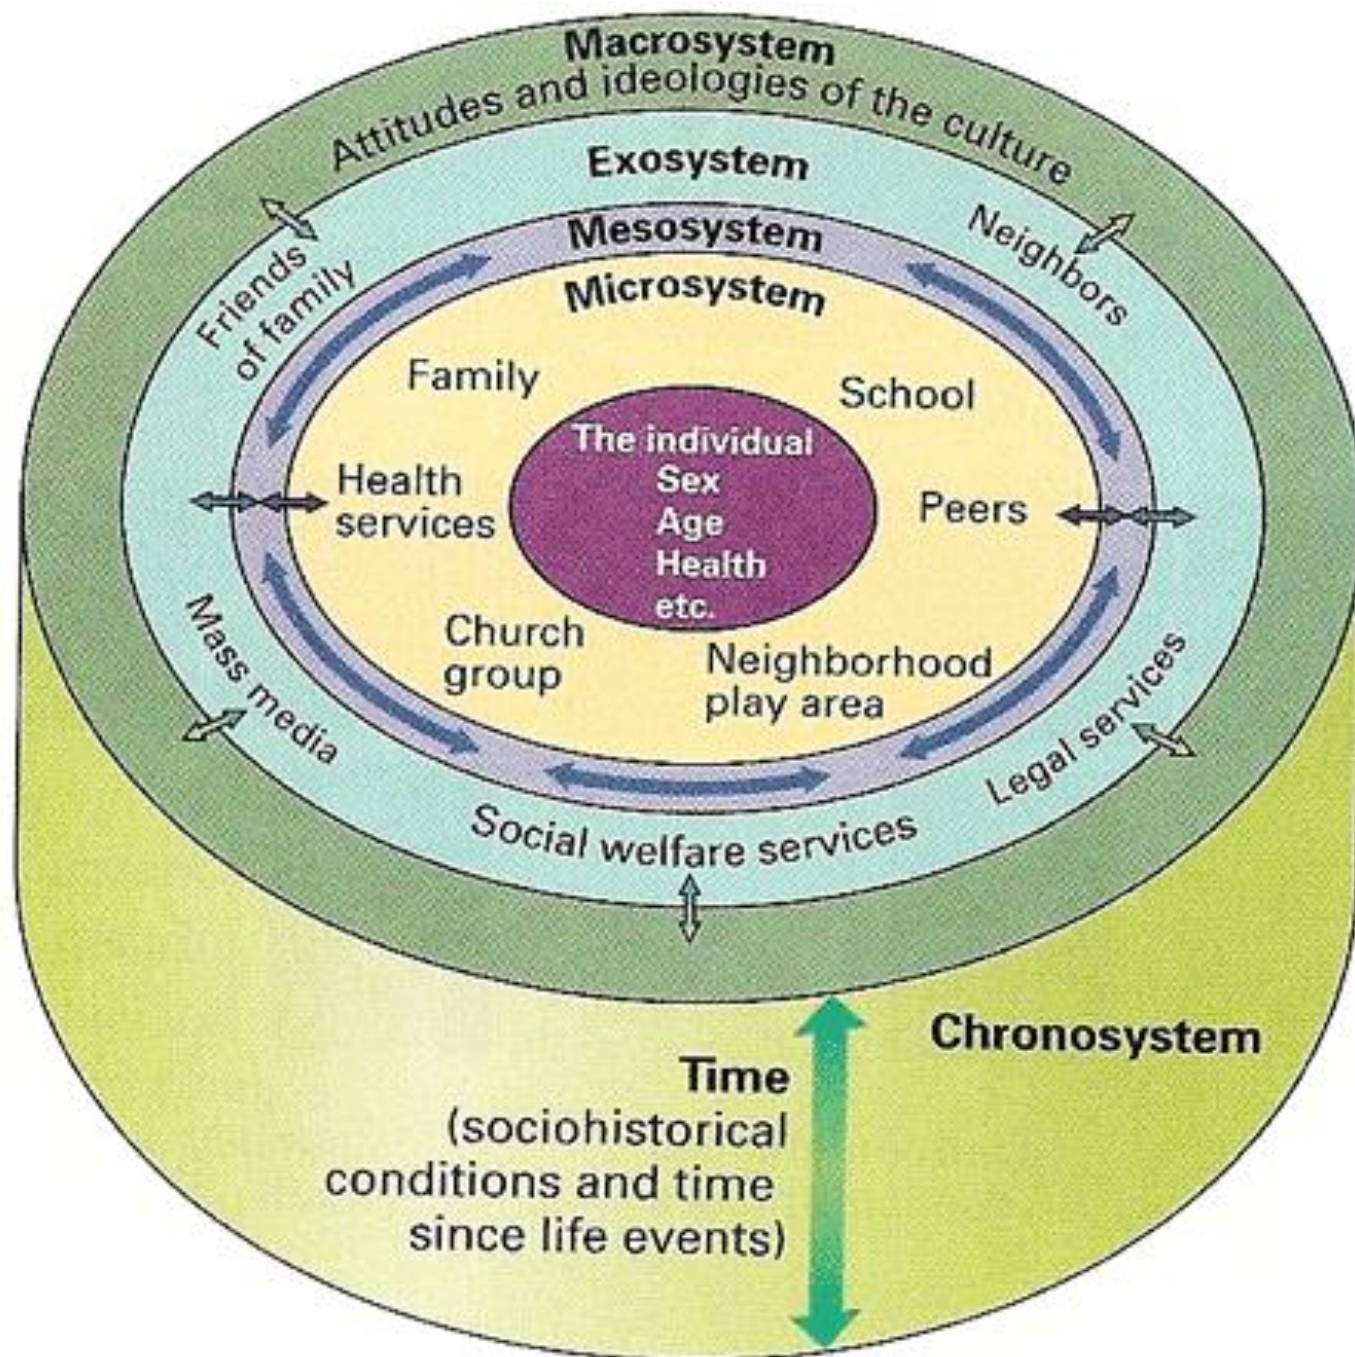 Macrosystem
Attitudes and ideologies of the culture
Exosystem
Mesosystem
Microsystem
Friends
of family
Neighbors
Family
School
The individual
Sex
Age
Health
etc.
Health
services
Peers
Church
group
Neighborhood
play area
Mass media
Legal services
Social welfare services
Chronosystem
Time
(sociohistorical
conditions and time
since life events)